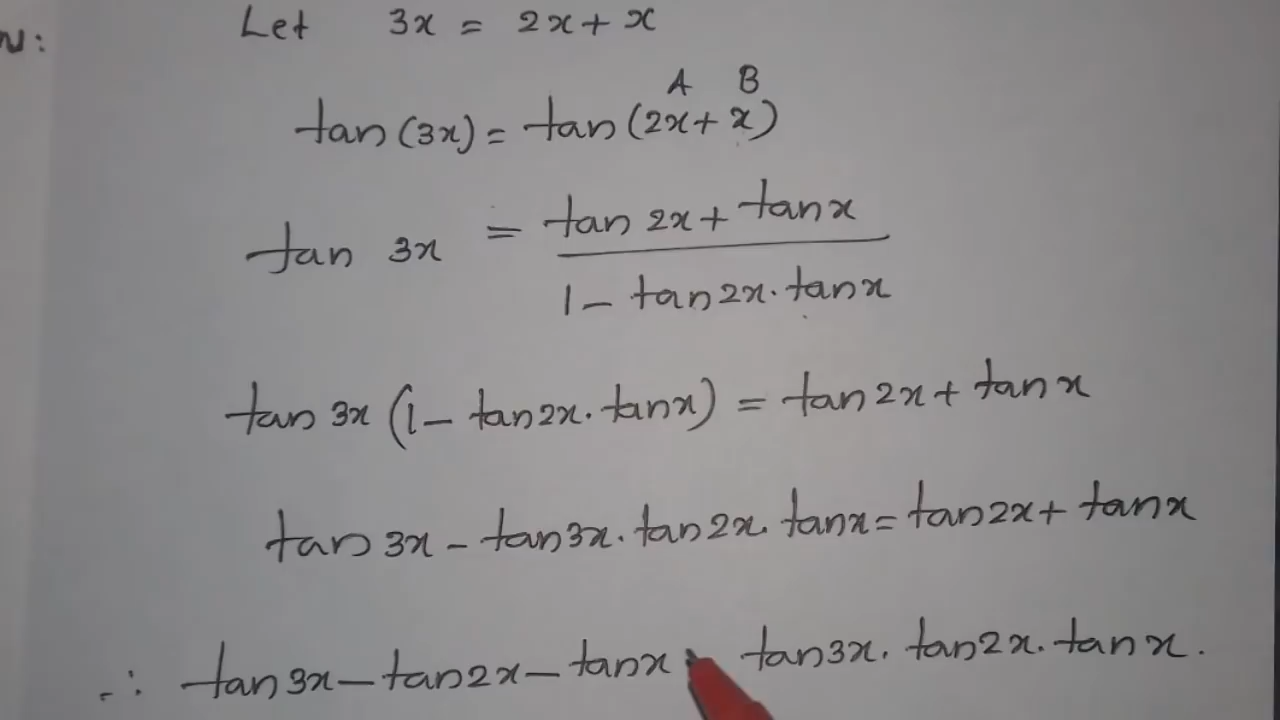 N:
Let 3x = 2x + x
A B
tan (3x) = tan (2x + x)
tan 3x = tan 2x + tan x
1 - tan 2x . tan x
tan 3x (1 - tan 2x . tan x) = tan 2x + tan x
tan 3x - tan 3x . tan 2x . tan x = tan 2x + tan x
∴ tan 3x - tan 2x - tan x tan 3x . tan 2x . tan x .